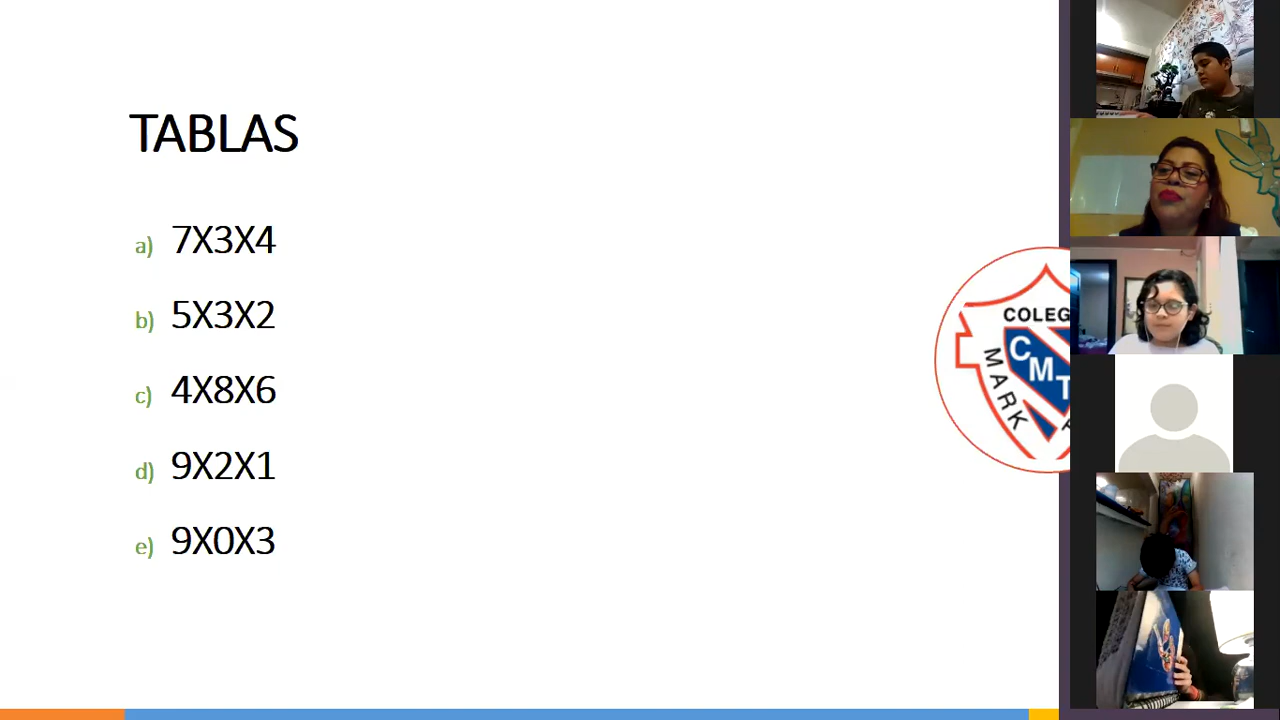 TABLAS
a) 7X3X4
b) 5X3X2
c) 4X8X6
d) 9X2X1
e) 9X0X3
COLEG
CMT
MARK